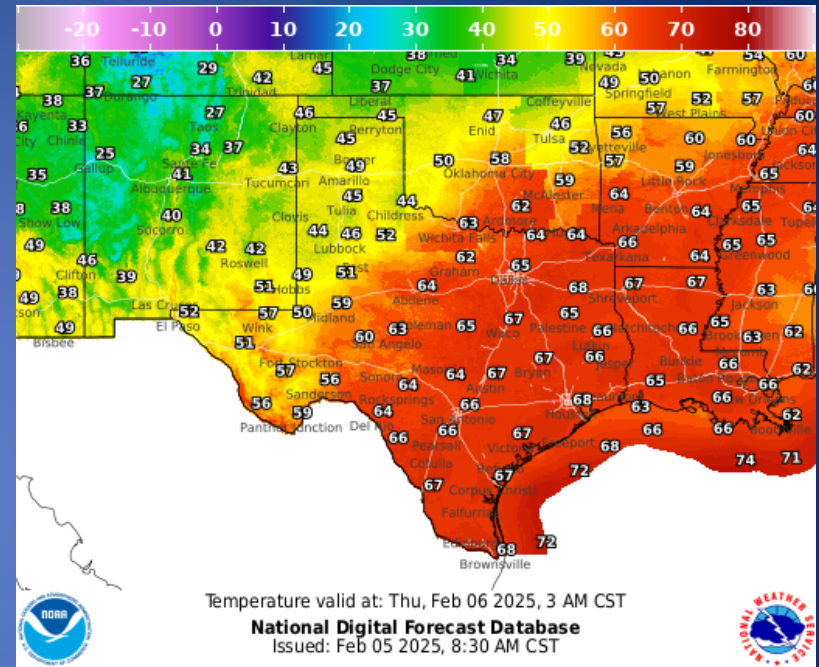 -20 -10 0 10 20 30 40 50 60 70 80
36 Telluride 29 42 45 Lamar 38 34 39 Nevada 54 60
27 Dodge City 41 Wichita 49 50 Lebanon Farmington
37 Durango Trinidad 37 Springfield
38 Liberal Coffeyville 57 52 57
Kayenta 27 46 45 47 West Plains 60
33 Taos Clayton Perryton Enid 46 56
City Chinle 34 37 45 Tulsa 60 60
25 Santa Fe Borger 50 58 52 Jonesboro 64
Gallup 41 43 49 Oklahoma City 57 59 Jackson
35 Albuquerque Tucumcari Amarillo 59 Little Rock 65
45 McAlester 64 Memphis
38 40 Clovis Tulia 44 62 Mena Benton 64 65
Show Low Socorro Childress Ardmore Clarksdale
44 46 52 63 64 64 Arkadelphia
49 42 42 Lubbock Wichita Falls 66 65 65
46 Roswell 62 Texarkana 64 Greenwood
Clifton 39 49 51 Graham 65
38 51 Hobbs 64 68 67 67 63
49 59 Abilene Shreveport Jackson
Las Cruces 52 57 50 Midland 67 65 65
49 El Paso Wink 60 63 Coleman 65 Waco Palestine 66 66 63 62
Bisbee 51 San Angelo Lufkin
Fort Stockton 67 66 Jasper 66
57 56 Sonora Mason 64 67 Bryan 65 66 62
Sanderson 64 Austin Baton Rouge
56 59 Rocksprings 66 68 63 66 New Orleans
Panther Junction Del Rio 64 San Antonio Houston 62
66 66 67 66 66 Boothville
Pearsall Victoria Freeport 68
Cotulla 67 72 74 71
67 Corpus Christi
Falfurrias
68 72
Brownsville
Temperature valid at: Thu, Feb 06 2025, 3 AM CST
National Digital Forecast Database
Issued: Feb 05 2025, 8:30 AM CST
NOAA
NATIONAL WEATHER SERVICE